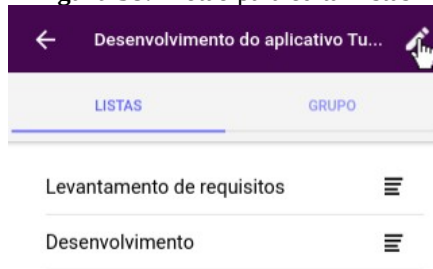 Desenvolvimento do aplicativo Tu...
LISTAS
GRUPO
Levantamento de requisitos
Desenvolvimento